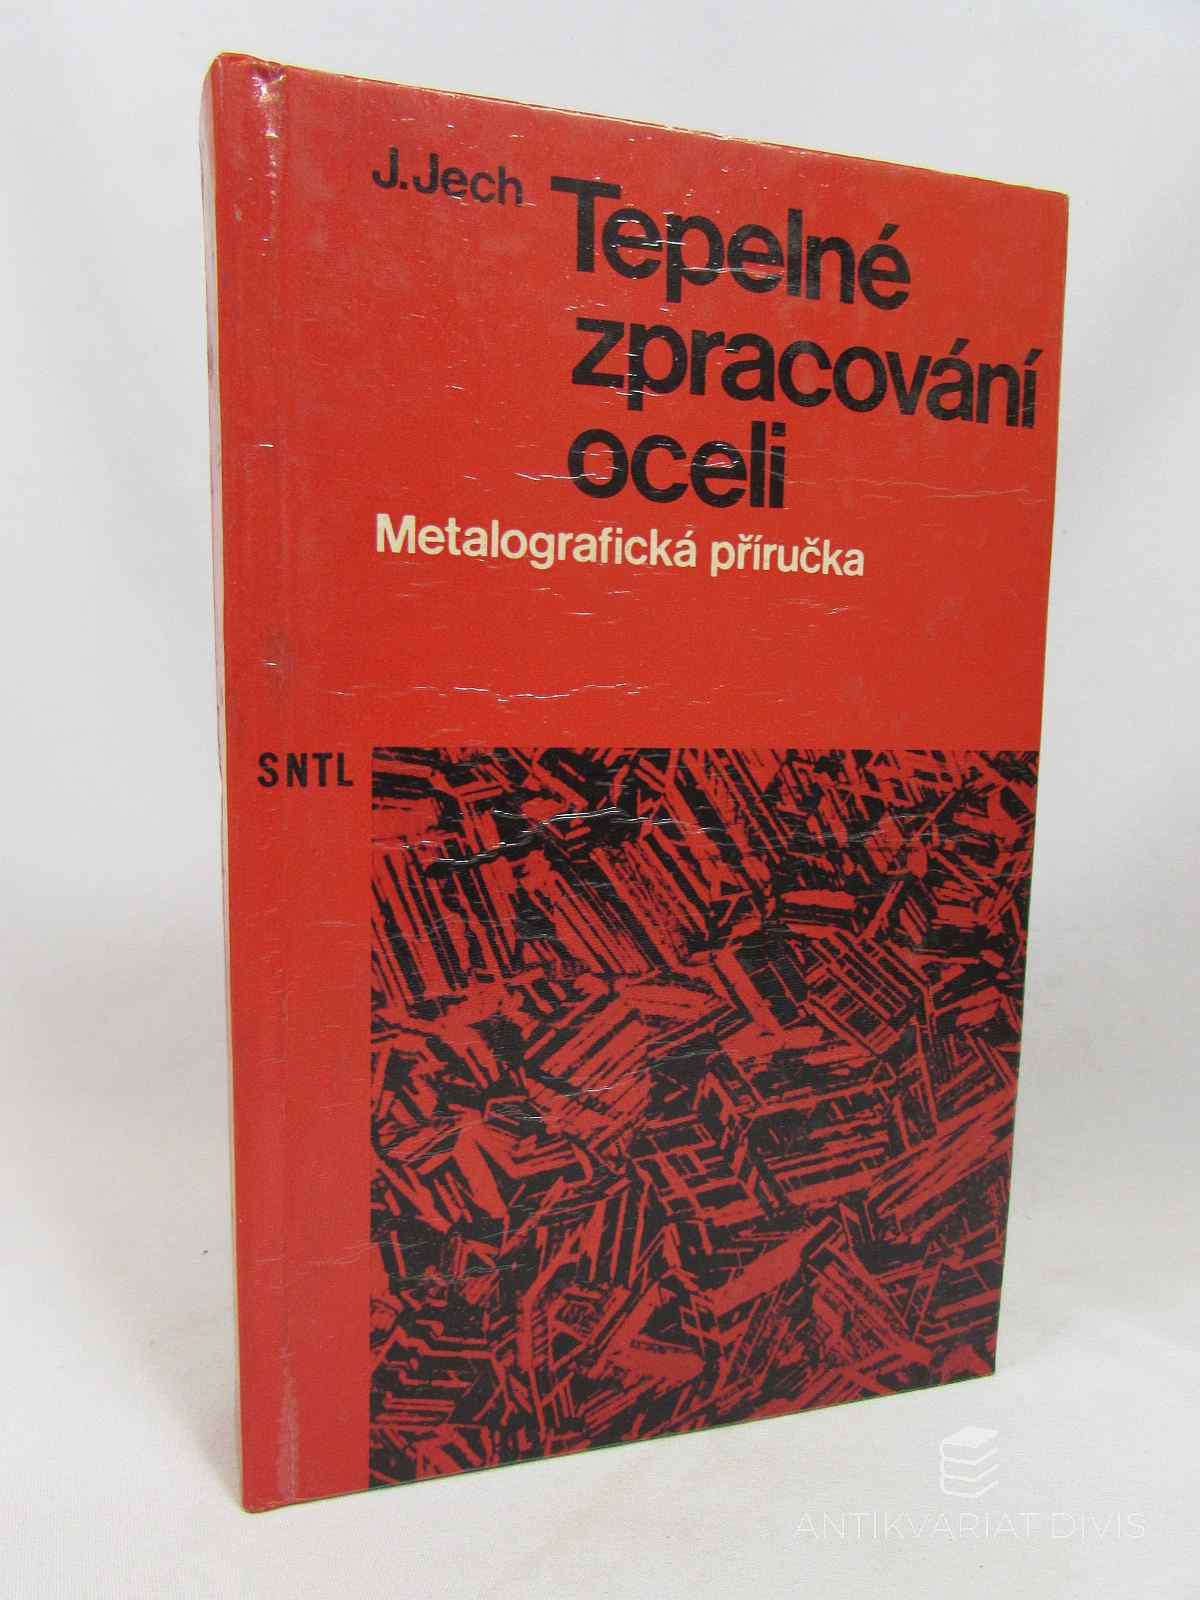 J.Jech Tepelné
zpracování
oceli
Metalografická příručka
SNTL
ANTIKVARIAT DIVIS